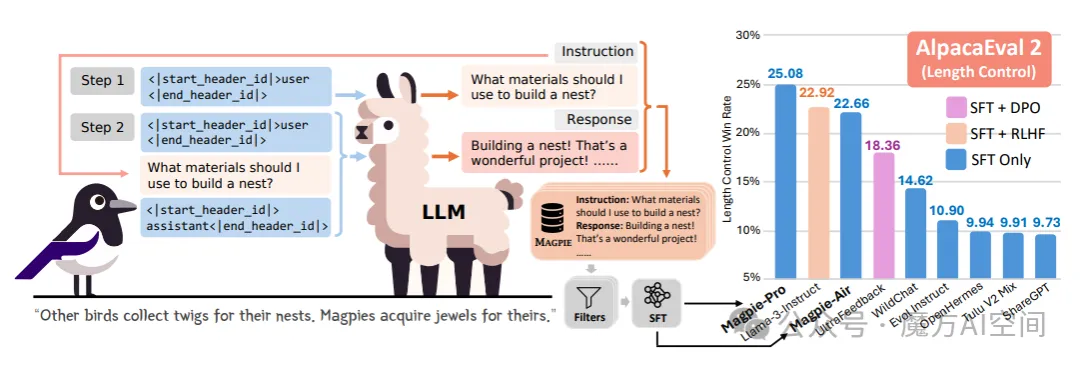 Step 1
<|start_header_id|>user
<|end_header_id|>
Step 2
<|start_header_id|>user
<|end_header_id|>
What materials should I
use to build a nest?
<|start_header_id|>
assistant<|end_header_id|>
LLM
Instruction
What materials should I
use to build a nest?
Response
Building a nest! That's a
wonderful project! ......
MAGPIE
Instruction: What materials
should I use to build a nest?
Response: Building a nest!
That's a wonderful project!
......
Filters
SFT
"Other birds collect twigs for their nests. Magpies acquire jewels for theirs."
AlpacaEval 2
(Length Control)
SFT + DPO
SFT + RLHF
SFT Only
Length Control Win Rate
30%
25%
20%
15%
10%
5%
25.08
22.92
22.66
18.36
14.62
10.90
9.94
9.91
9.73
Magpie-Pro
Llama-3-Instruct
Magpie-Air
UltraFeedback
WildChat
Evol Instruct
OpenHermes
Tulu V2 Mix
ShareGPT
公众号 · 魔方AI空间